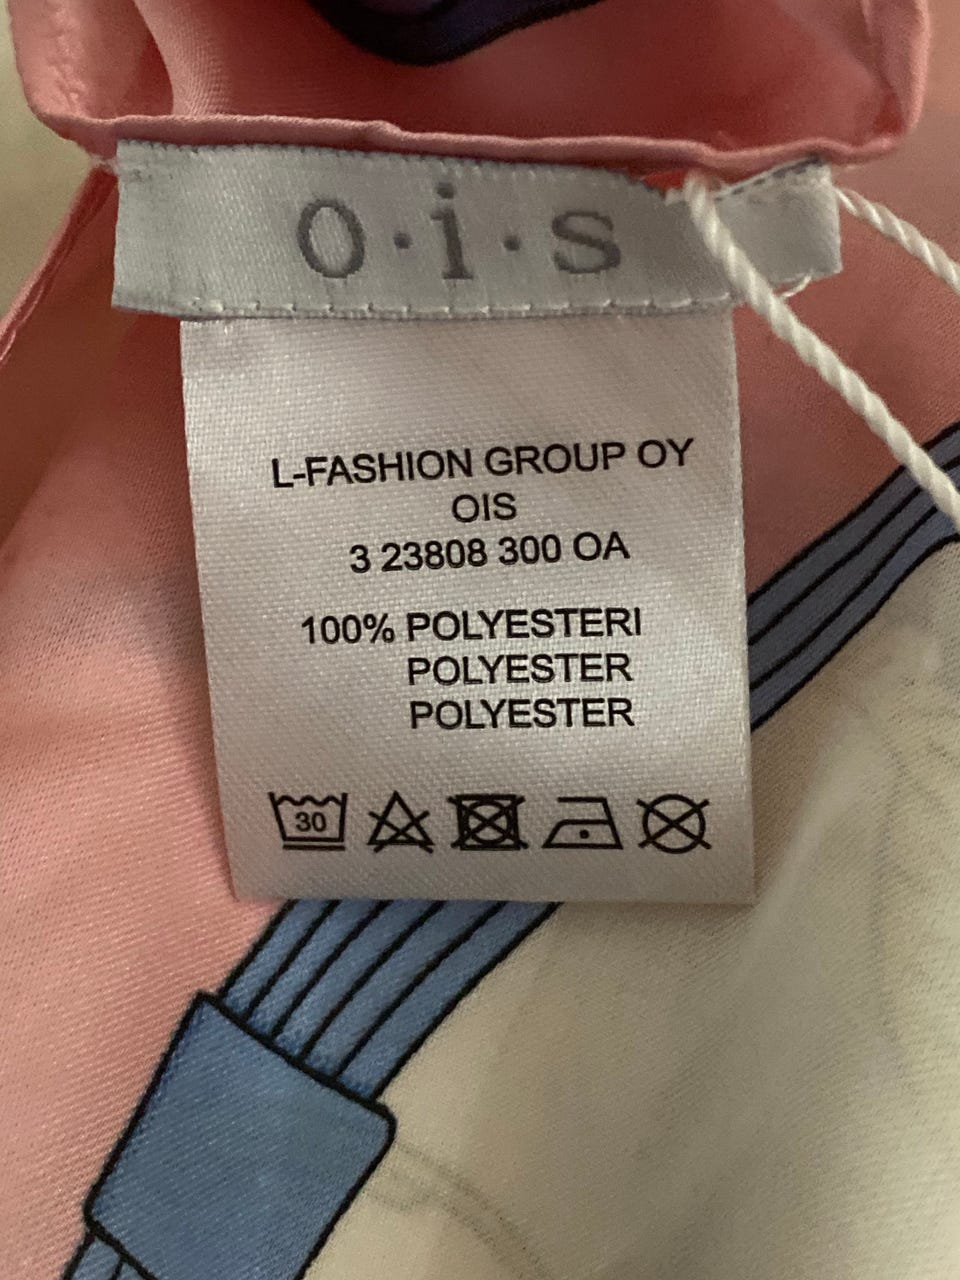 o·i·s
L-FASHION GROUP OY
OIS
3 23808 300 OA
100% POLYESTERI
POLYESTER
POLYESTER
30